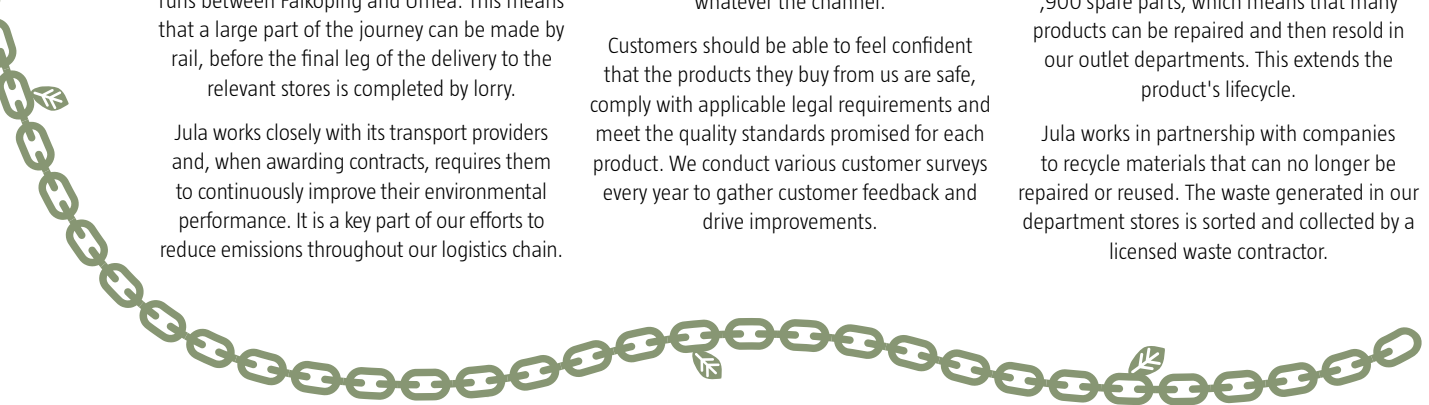 runs between Falköping and Umeå. This means
that a large part of the journey can be made by
rail, before the final leg of the delivery to the
relevant stores is completed by lorry.
Jula works closely with its transport providers
and, when awarding contracts, requires them
to continuously improve their environmental
performance. It is a key part of our efforts to
reduce emissions throughout our logistics chain.
whatever the channel.
Customers should be able to feel confident
that the products they buy from us are safe,
comply with applicable legal requirements and
meet the quality standards promised for each
product. We conduct various customer surveys
every year to gather customer feedback and
drive improvements.
,900 spare parts, which means that many
products can be repaired and then resold in
our outlet departments. This extends the
product's lifecycle.
Jula works in partnership with companies
to recycle materials that can no longer be
repaired or reused. The waste generated in our
department stores is sorted and collected by a
licensed waste contractor.